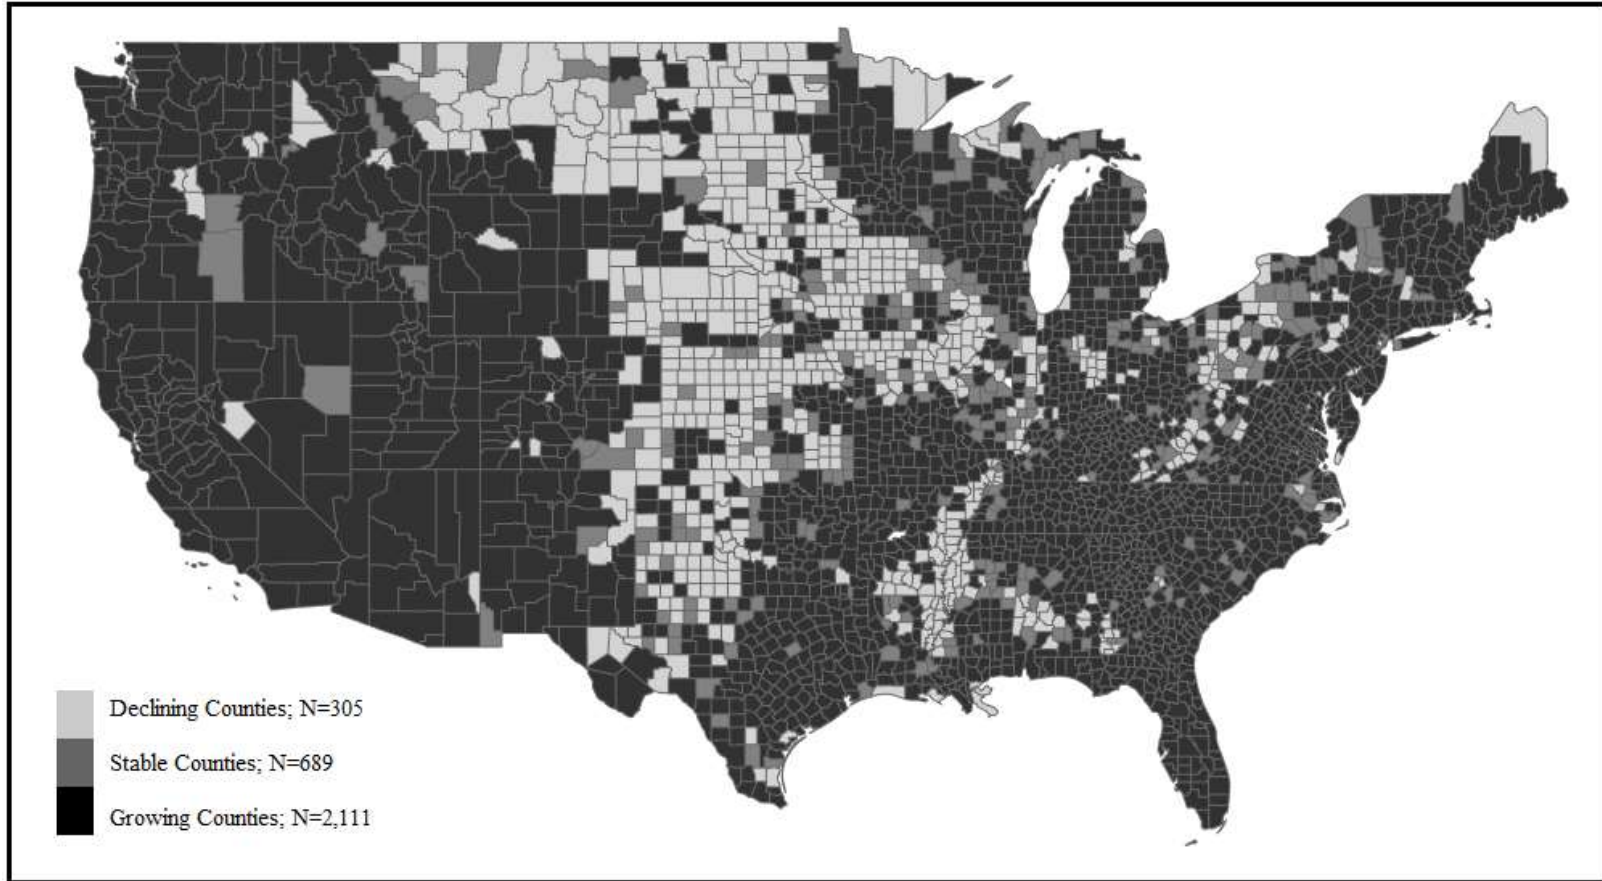 Declining Counties; N=305
Stable Counties; N=689
Growing Counties; N=2,111